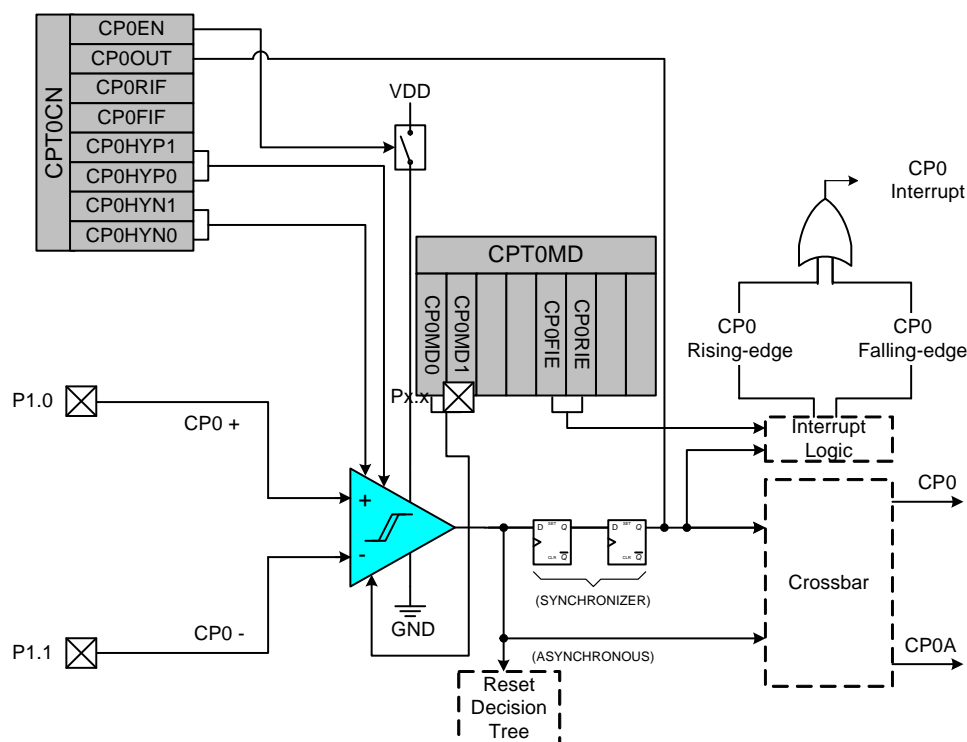 CPT0CN
CP0EN
CP0OUT
CP0RIF
CP0FIF
CP0HYP1
CP0HYP0
CP0HYN1
CP0HYN0
VDD
CP0
Interrupt
CPT0MD
CP0MD0
CP0MD1
CP0FIE
CP0RIE
Px.x
CP0
Rising-edge
CP0
Falling-edge
P1.0
CP0 +
Interrupt
Logic
CP0
+
-
D
SET
Q
CLR
Q
D
SET
Q
CLR
Q
(SYNCHRONIZER)
Crossbar
GND
P1.1
CP0 -
(ASYNCHRONOUS)
CP0A
Reset
Decision
Tree